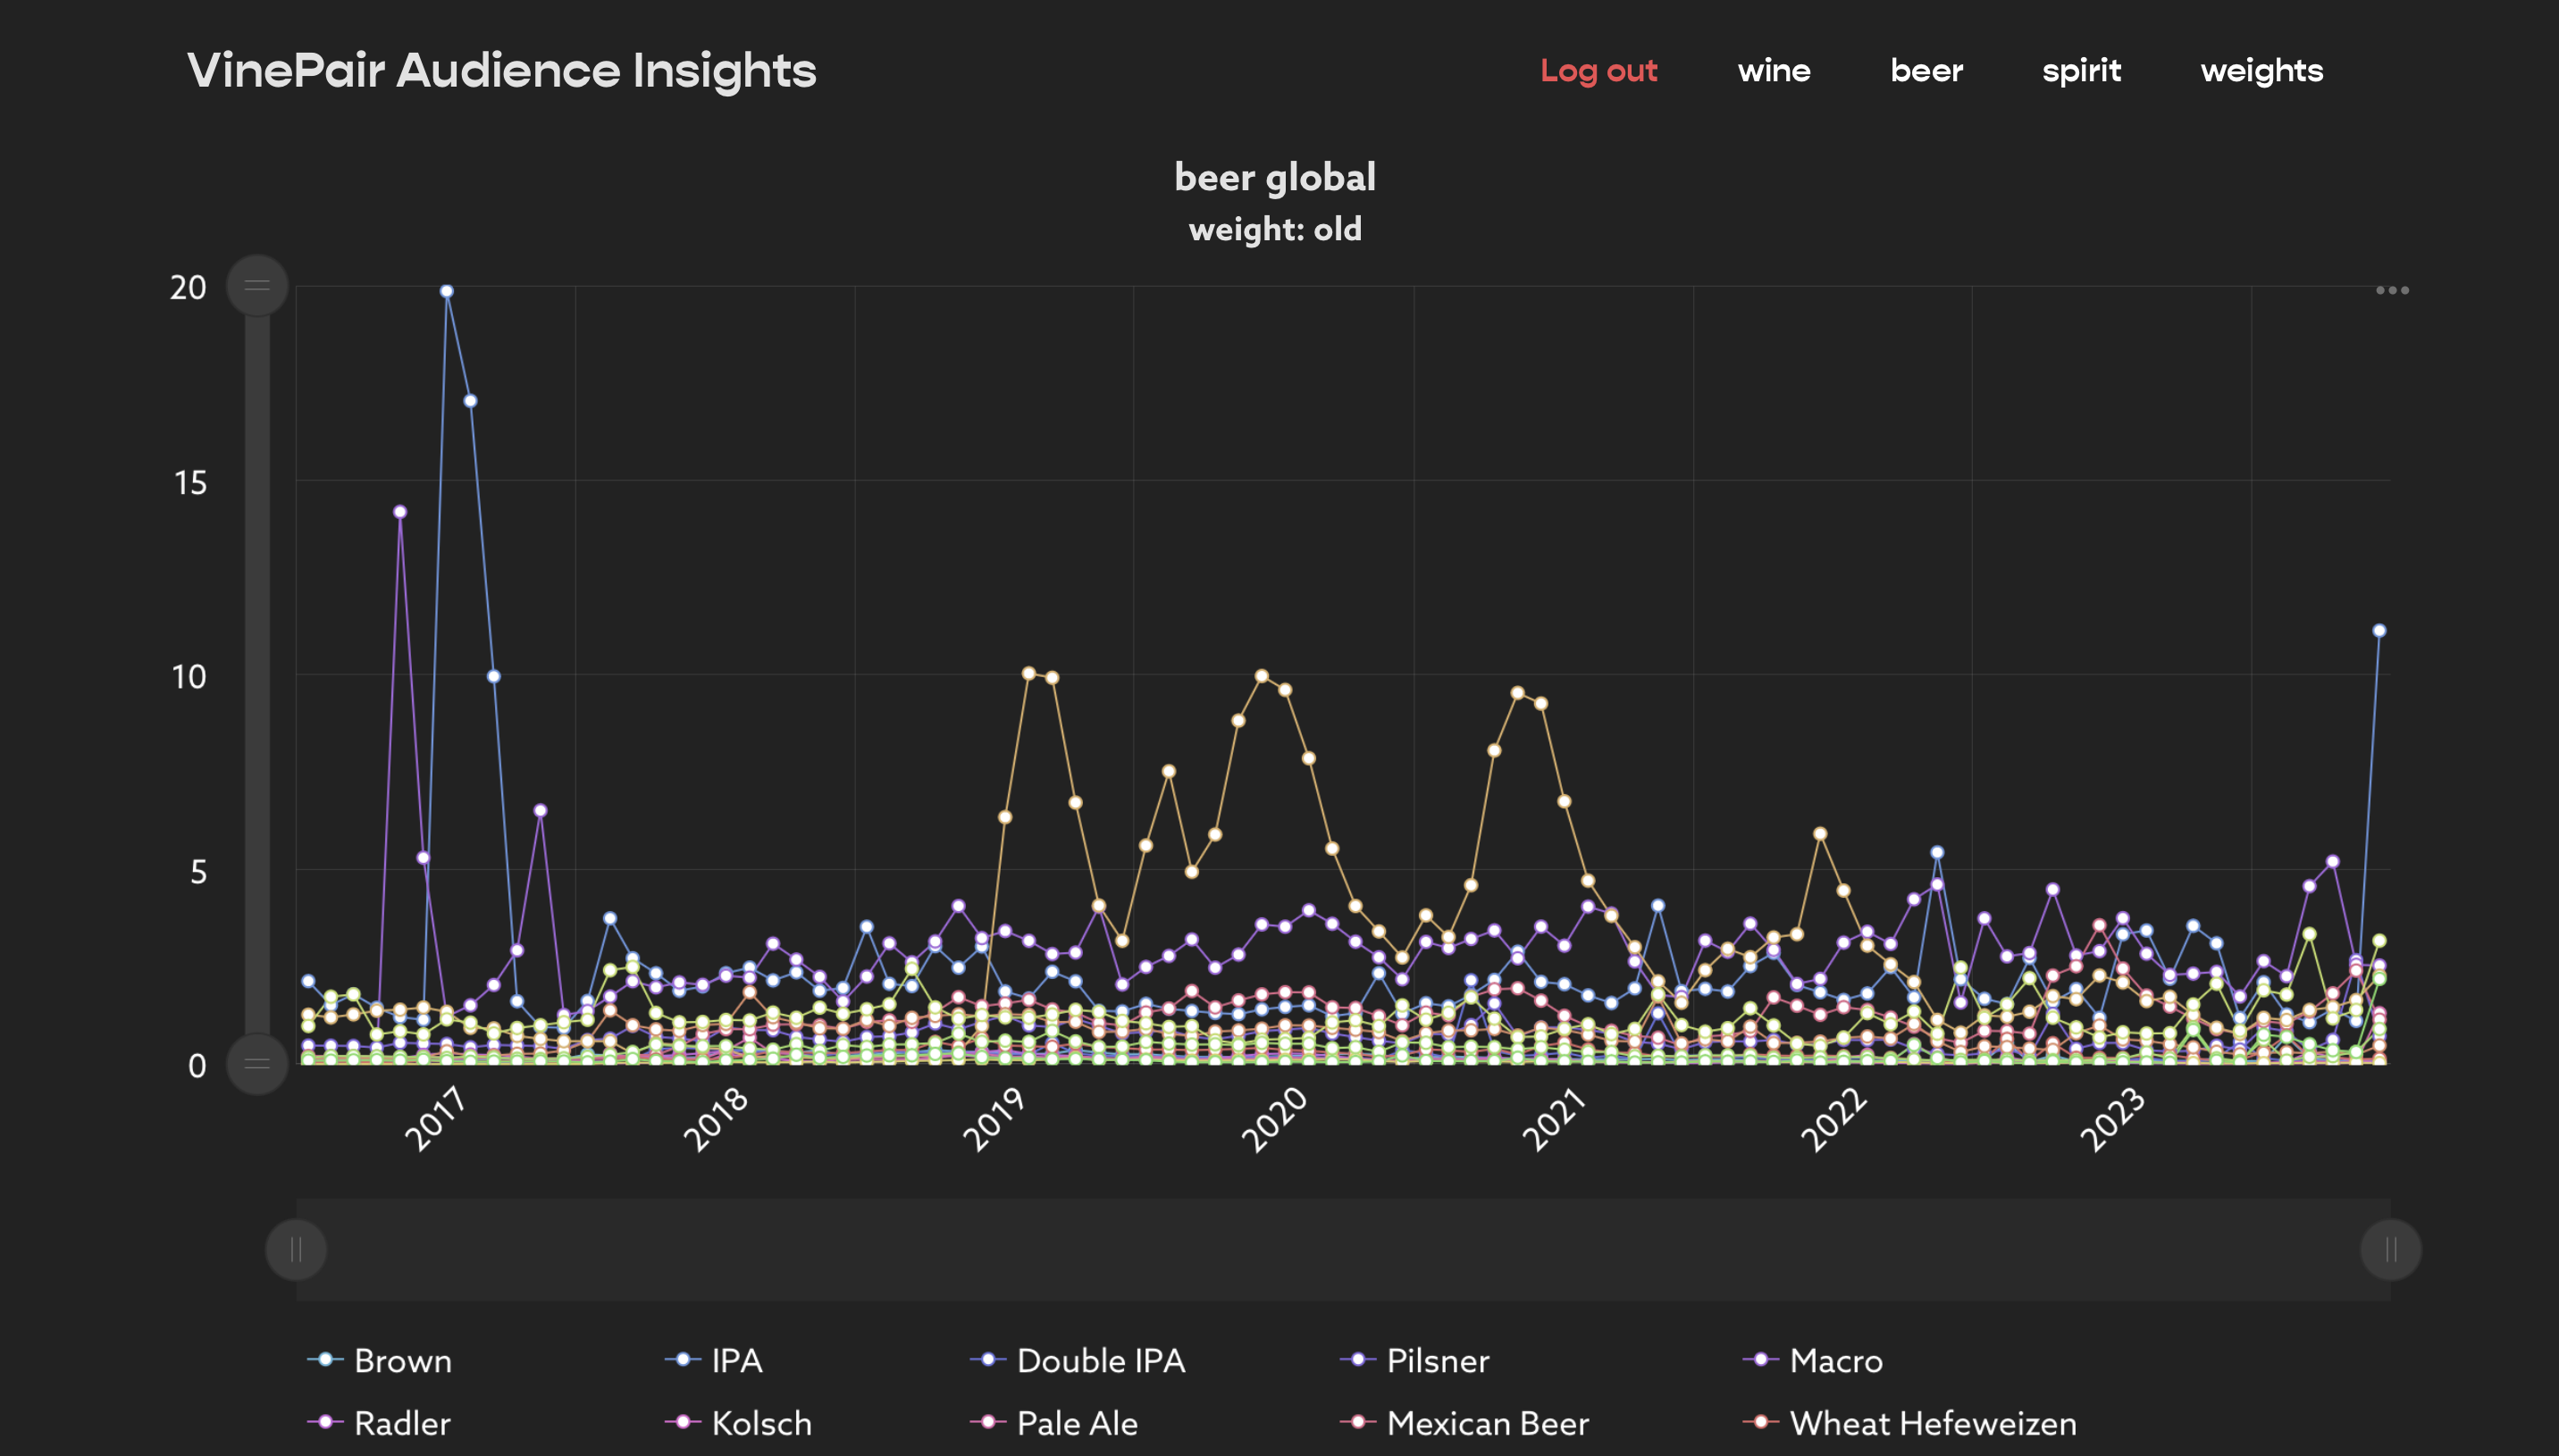 VinePair Audience Insights
Log out wine beer spirit weights
beer global
weight: old
20
15
10
5
0
2017 2018 2019 2020 2021 2022 2023
Brown IPA Double IPA Pilsner Macro
Radler Kolsch Pale Ale Mexican Beer Wheat Hefeweizen